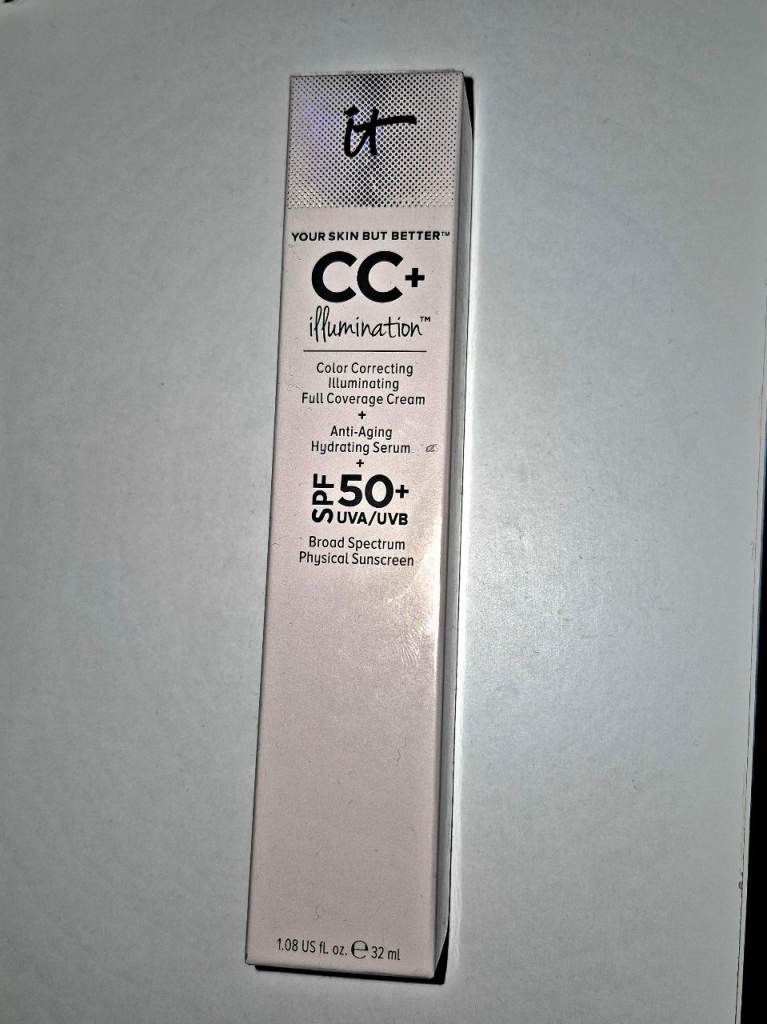 it
YOUR SKIN BUT BETTER™
CC+
illumination™
Color Correcting
Illuminating
Full Coverage Cream
+
Anti-Aging
Hydrating Serum
+
SPF 50+
UVA/UVB
Broad Spectrum
Physical Sunscreen
1.08 US fl. oz. ℮ 32 ml